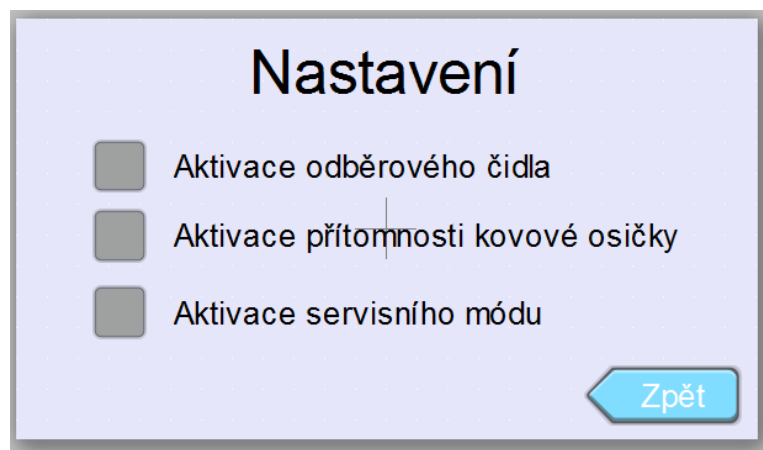 Nastavení
Aktivace odběrového čidla
Aktivace přítomnosti kovové osičky
Aktivace servisního módu
Zpět